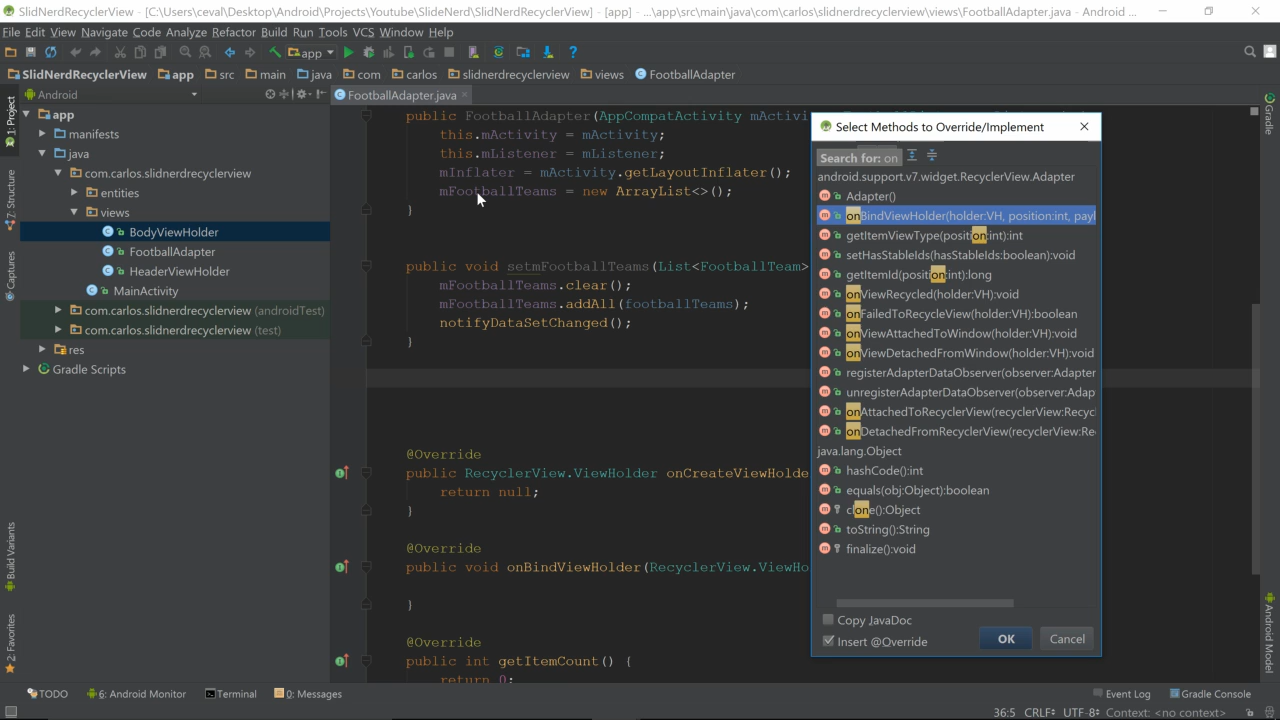 SlidNerdRecyclerView - [C:\Users\ceval\Desktop\Android\Projects\Youtube\SlideNerd\SlidNerdRecyclerView] - [app] - ...\app\src\main\java\com\carlos\slidnerdrecyclerview\views\FootballAdapter.java - Android ...
File Edit View Navigate Code Analyze Refactor Build Run Tools VCS Window Help
app
SlidNerdRecyclerView app src main java com carlos slidnerdrecyclerview views FootballAdapter
Android
FootballAdapter.java
1: Project
Z: Structure
Captures
Build Variants
2: Favorites
app
manifests
java
com.carlos.slidnerdrecyclerview
entities
views
BodyViewHolder
FootballAdapter
HeaderViewHolder
MainActivity
com.carlos.slidnerdrecyclerview (androidTest)
com.carlos.slidnerdrecyclerview (test)
res
Gradle Scripts
public FootballAdapter(AppCompatActivity mActivi
this.mActivity = mActivity;
this.mListener = mListener;
mInflater = mActivity.getLayoutInflater();
mFootballTeams = new ArrayList<>();
}
public void setmFootballTeams(List<FootballTeam>
mFootballTeams.clear();
mFootballTeams.addAll(footballTeams);
notifyDataSetChanged();
}
@Override
public RecyclerView.ViewHolder onCreateViewHolde
return null;
}
@Override
public void onBindViewHolder(RecyclerView.ViewHo
}
@Override
public int getItemCount() {
return 0;
Select Methods to Override/Implement
Search for: on
android.support.v7.widget.RecyclerView.Adapter
Adapter()
onBindViewHolder(holder:VH, position:int, payl
getItemViewType(position:int):int
setHasStableIds(hasStableIds:boolean):void
getItemId(position:int):long
onViewRecycled(holder:VH):void
onFailedToRecycleView(holder:VH):boolean
onViewAttachedToWindow(holder:VH):void
onViewDetachedFromWindow(holder:VH):void
registerAdapterDataObserver(observer:Adapter
unregisterAdapterDataObserver(observer:Adap
onAttachedToRecyclerView(recyclerView:Recyc
onDetachedFromRecyclerView(recyclerView:Re
java.lang.Object
hashCode():int
equals(obj:Object):boolean
clone():Object
toString():String
finalize():void
Copy JavaDoc
Insert @Override
OK
Cancel
Gradle
Android Model
TODO 6: Android Monitor Terminal 0: Messages Event Log Gradle Console
36:5 CRLF UTF-8 Context: <no context>